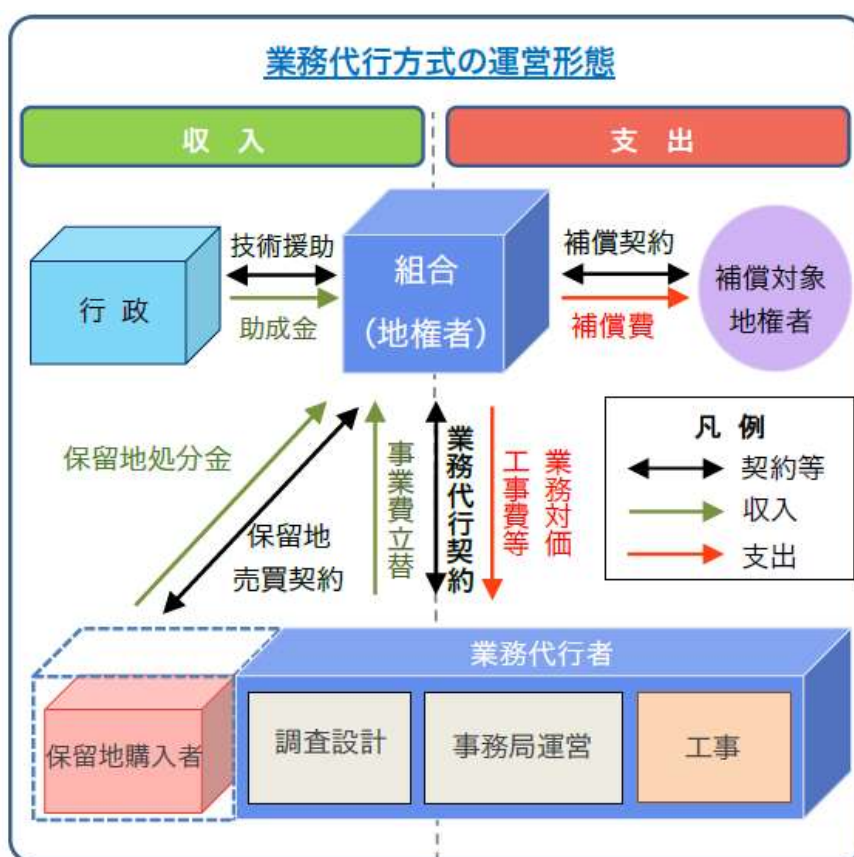 業務代行方式の運営形態
収 入
支 出
技術援助
助成金
行 政
組合
（地権者）
補償契約
補償費
補償対象
地権者
保留地処分金
保留地
売買契約
事業費立替
業務代行契約
工事費等
業務対価
凡 例
契約等
収入
支出
業務代行者
保留地購入者
調査設計
事務局運営
工事